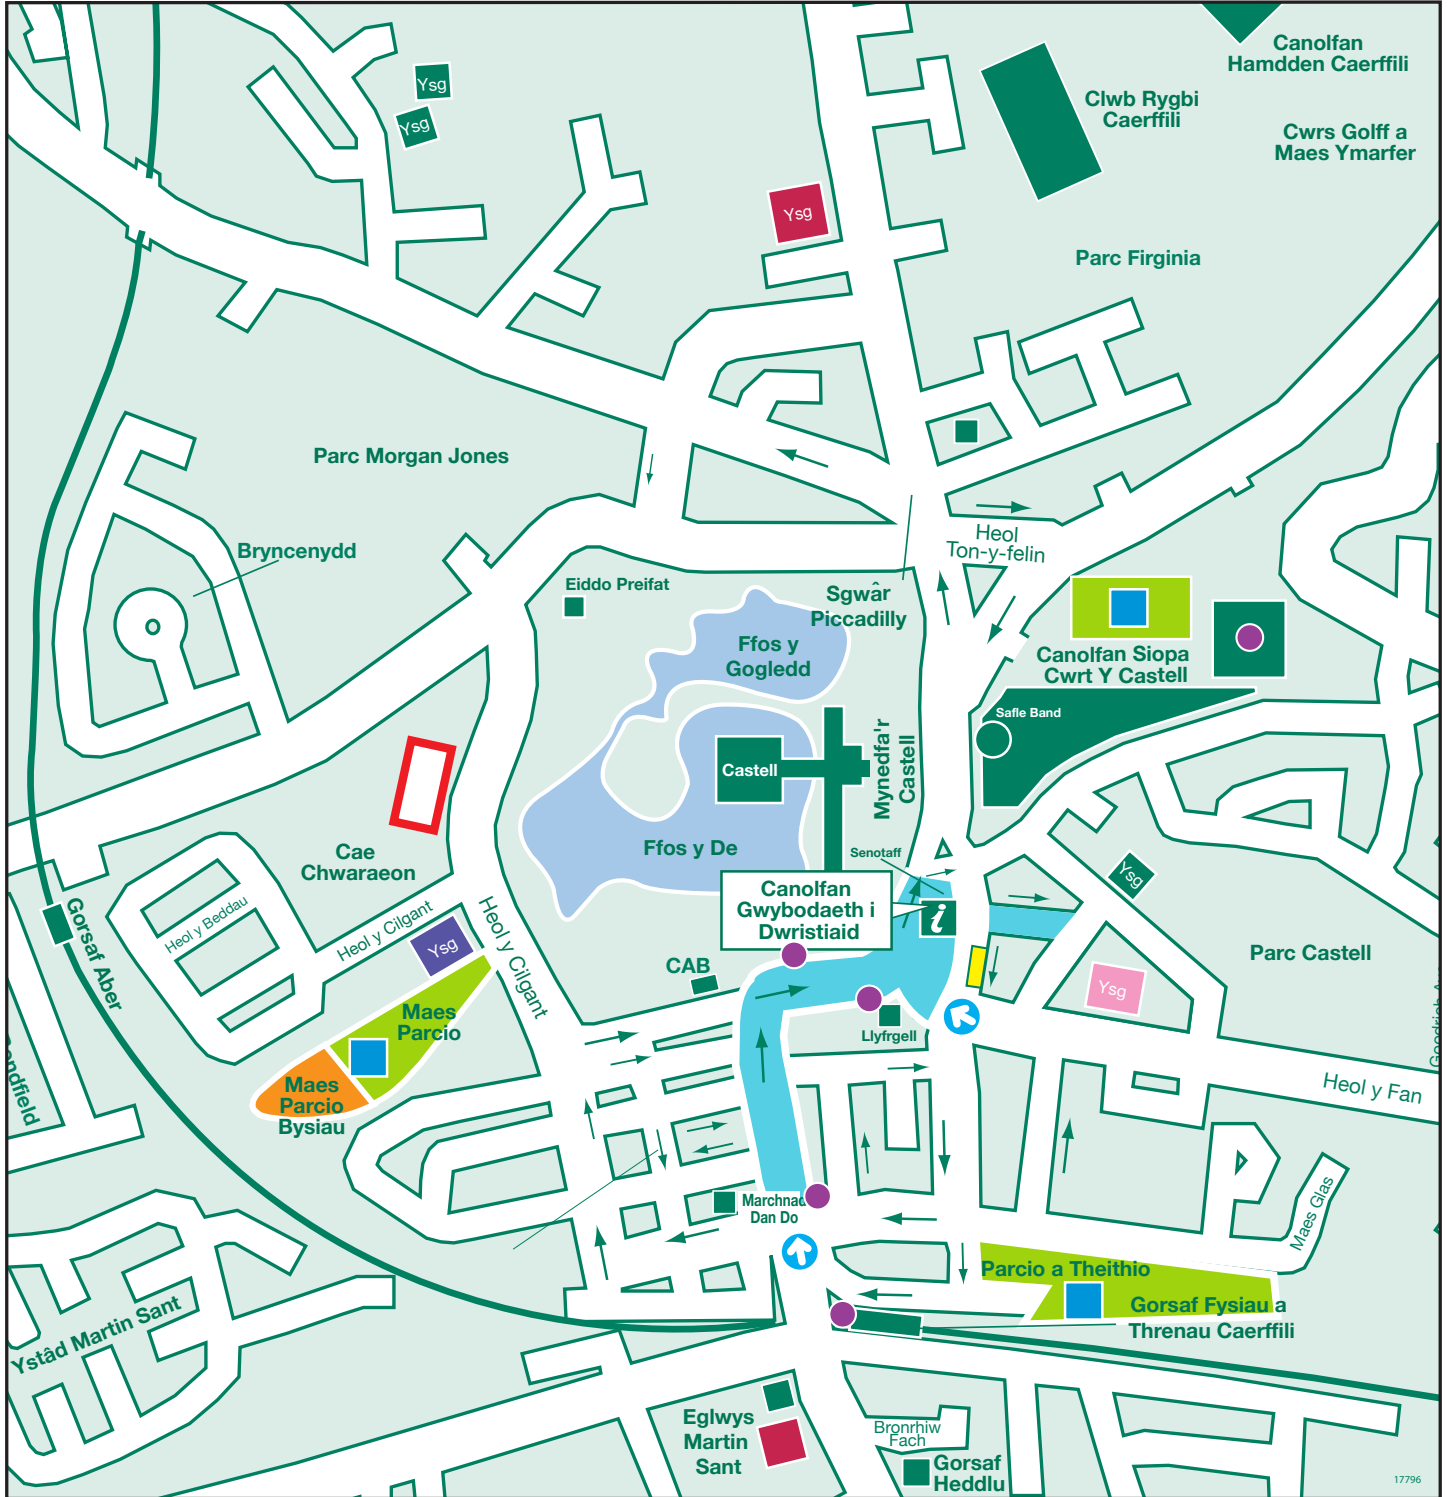 Canolfan
Hamdden Caerffili
Ysg
Clwb Rygbi
Caerffili
Ysg
Cwrs Golff a
Maes Ymarfer
Ysg
Parc Firginia
Parc Morgan Jones
Heol
Ton-y-felin
Bryncenydd
Eiddo Preifat
Sgwâr
Piccadilly
Ffos y
Gogledd
Canolfan Siopa
Cwrt Y Castell
Safle Band
Castell
Mynedfa'r
Castell
Ffos y De
Cae
Chwaraeon
Senotaff
Ysg
Canolfan
Gwybodaeth i
Dwristiaid
i
Heol y Beddau
Heol y Cilgant
Heol y Cilgant
Ysg
Gorsaf Aber
Parc Castell
CAB
Ysg
Maes
Parcio
Llyfrgell
Maes
Parcio
Bysiau
Heol y Fan
Marchnad
Dan Do
Maes Glas
Parcio a Theithio
Gorsaf Fysiau a
Threnau Caerffili
Ystâd Martin Sant
Eglwys
Martin
Sant
Bronrhiw
Fach
Gorsaf
Heddlu
17796